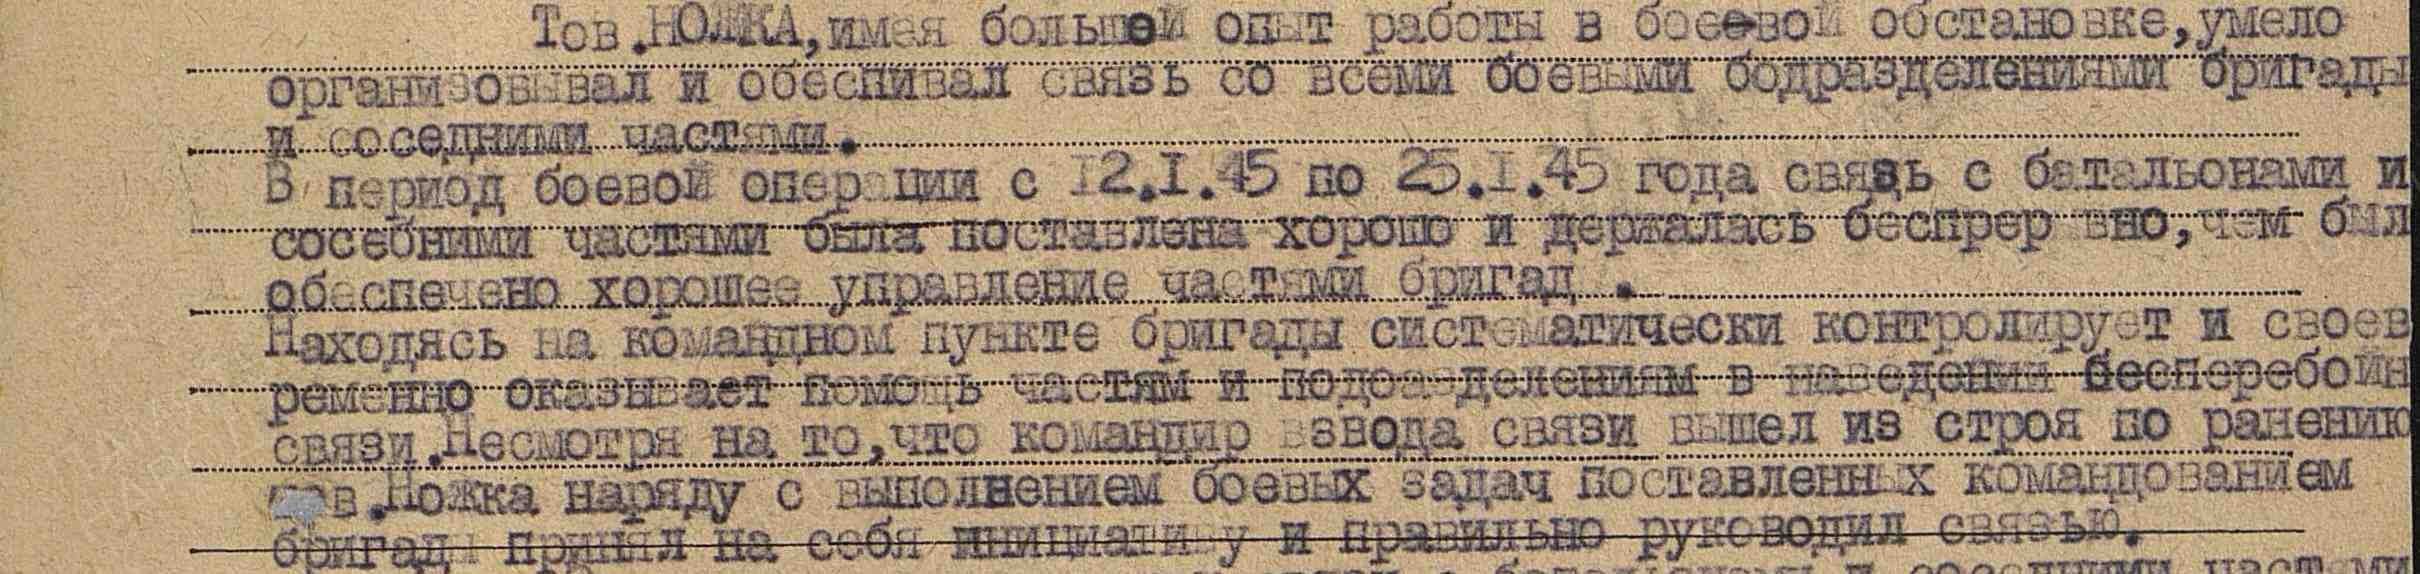 Тов.НОЖКА,имея большой опыт работы в боеевой обстановке,умело
организовывал и обеспивал связь со всеми боевыми бодразделениями бригады
и соседними частями.
В период боевой операции с 12.I.45 по 25.I.45 года связь с батальонами и
сосебними частями была поставлена хорошо и держалась беспрер вно,чем был
обеспечено хорошее управление частями бригад .
Находясь на командном пункте бригады систематически контролирует и своев
ременно оказывает помощь частям и подразделениям в наведении бесперебойн
связи.Несмотря на то,что командир взвода связи вышел из строя по ранению
тов.Ножка наряду с выполнением боевых задач поставленных командованием
бригады принял на себя инициативу и правильно руководил связью.
соседними частями